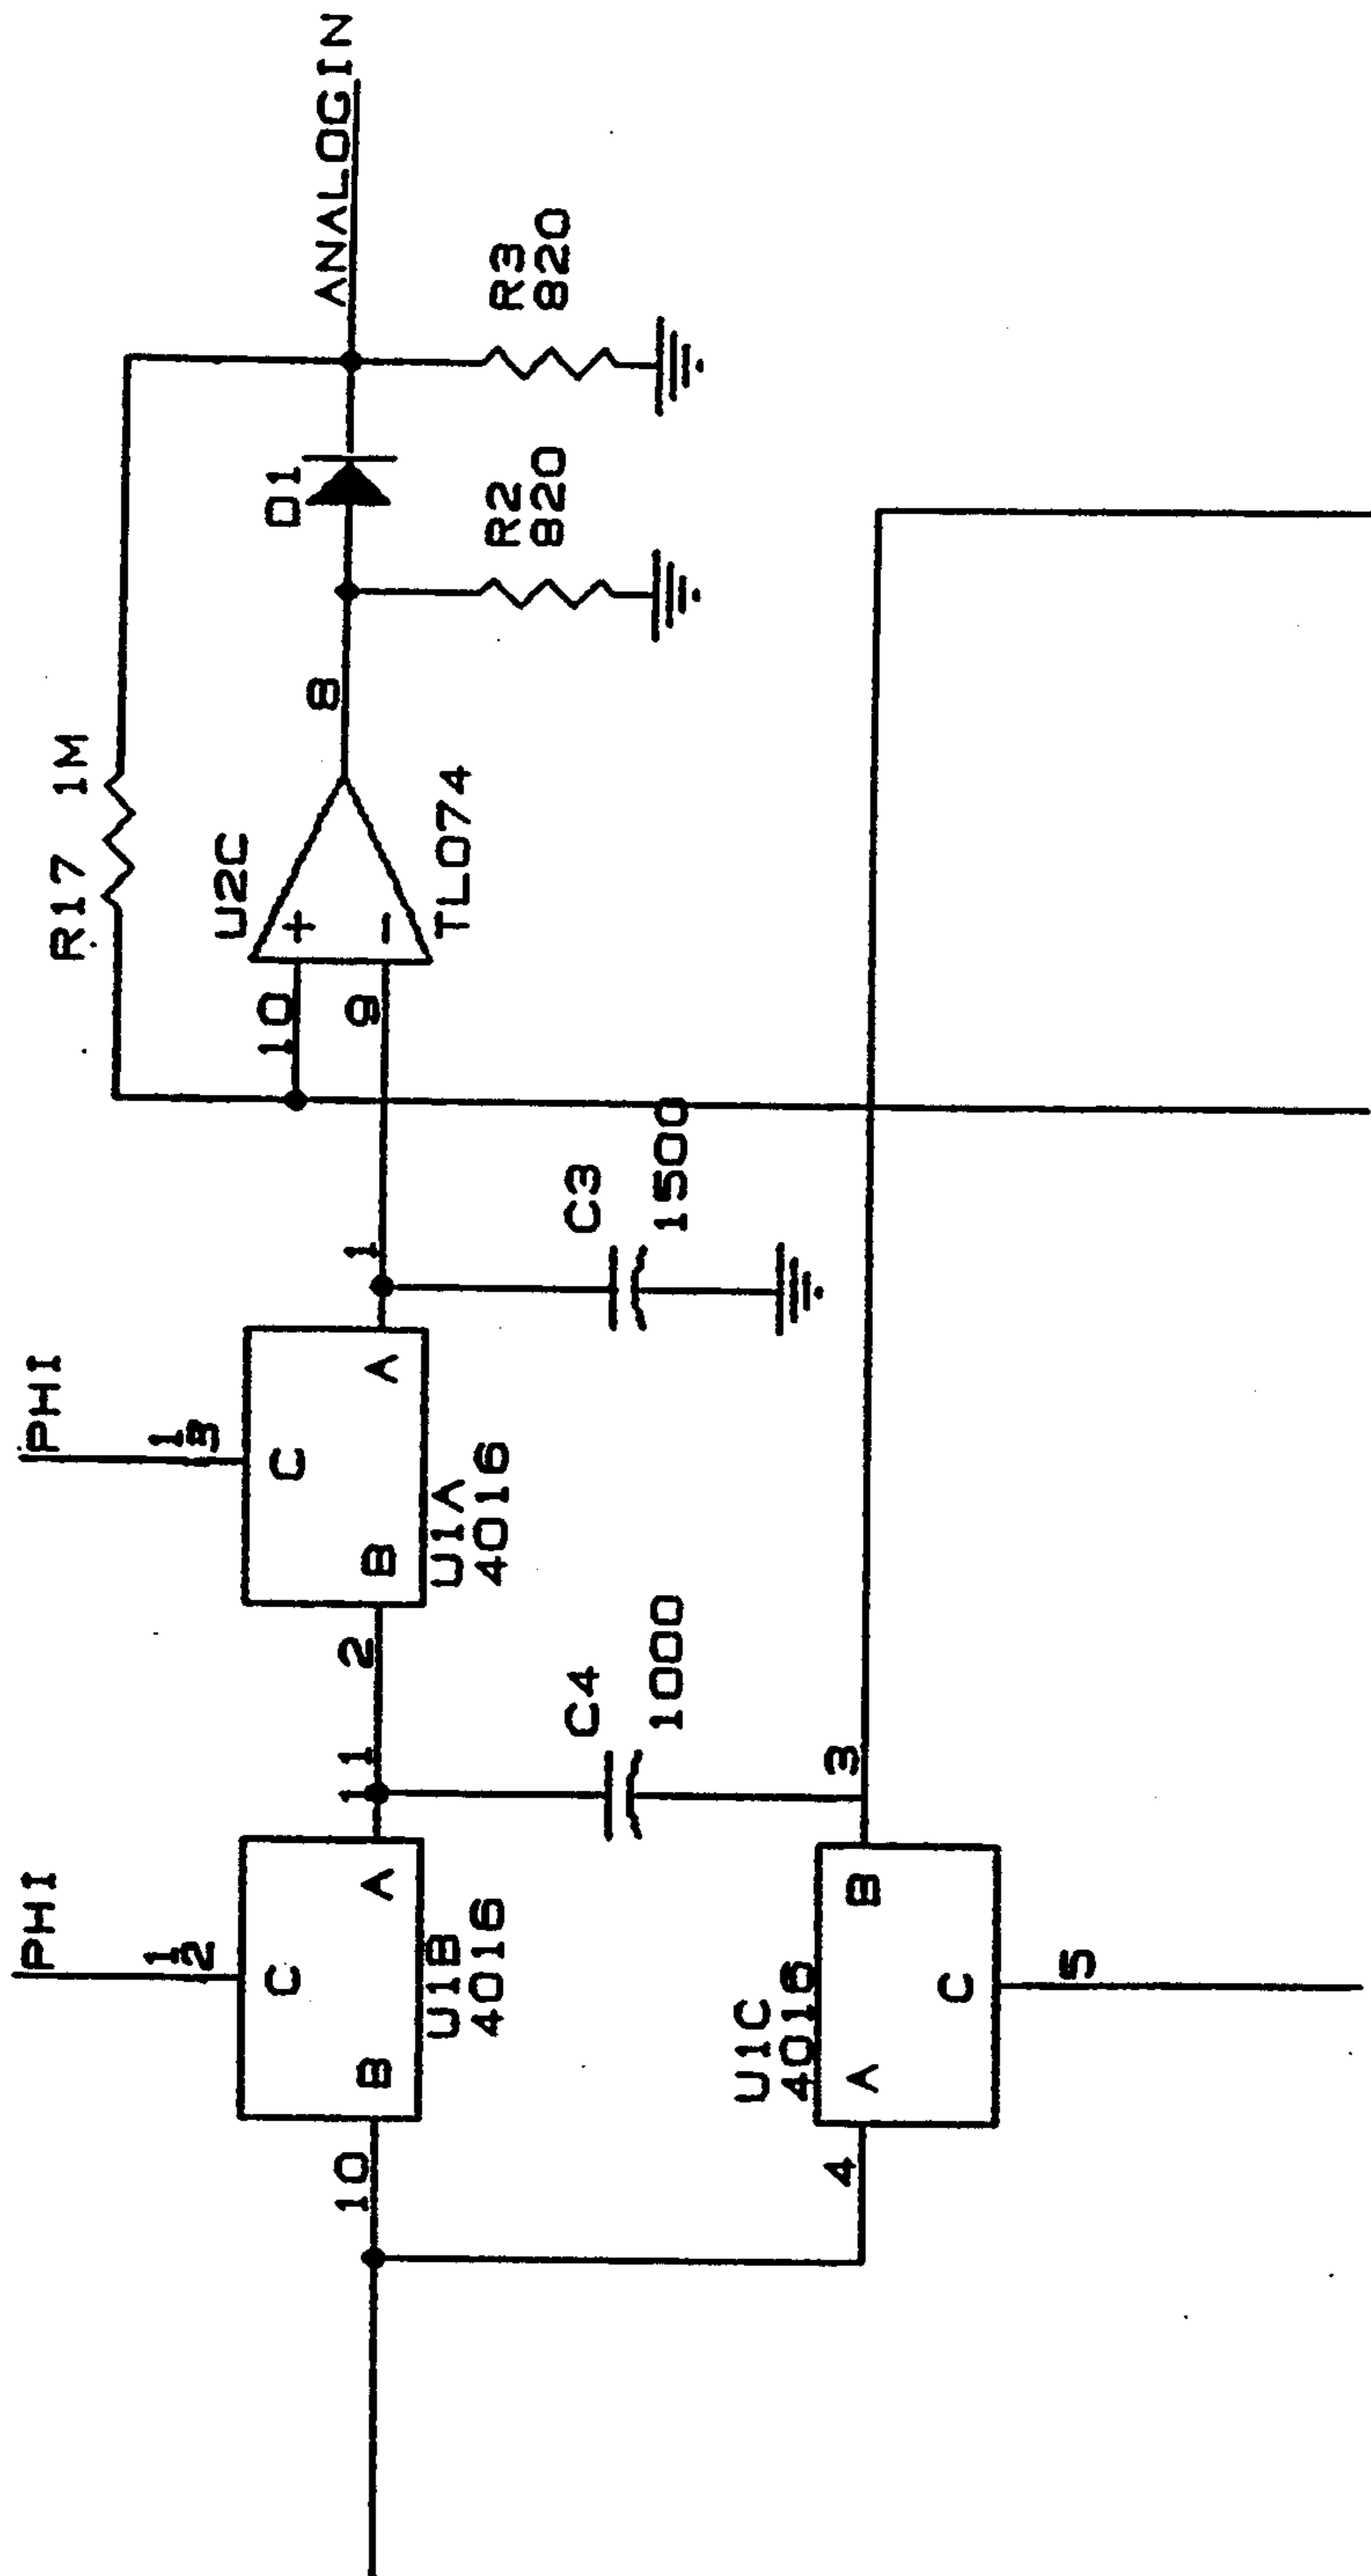 PHI
12
C
B
A
10
11
U1B
4016
PHI
13
C
B
A
2
1
U1A
4016
C4
1000
C3
1500
R17 1M
U2C
10
9
+
-
8
TL074
D1
ANALOGIN
R2
820
R3
820
U1C
4016
A
B
C
4
3
5